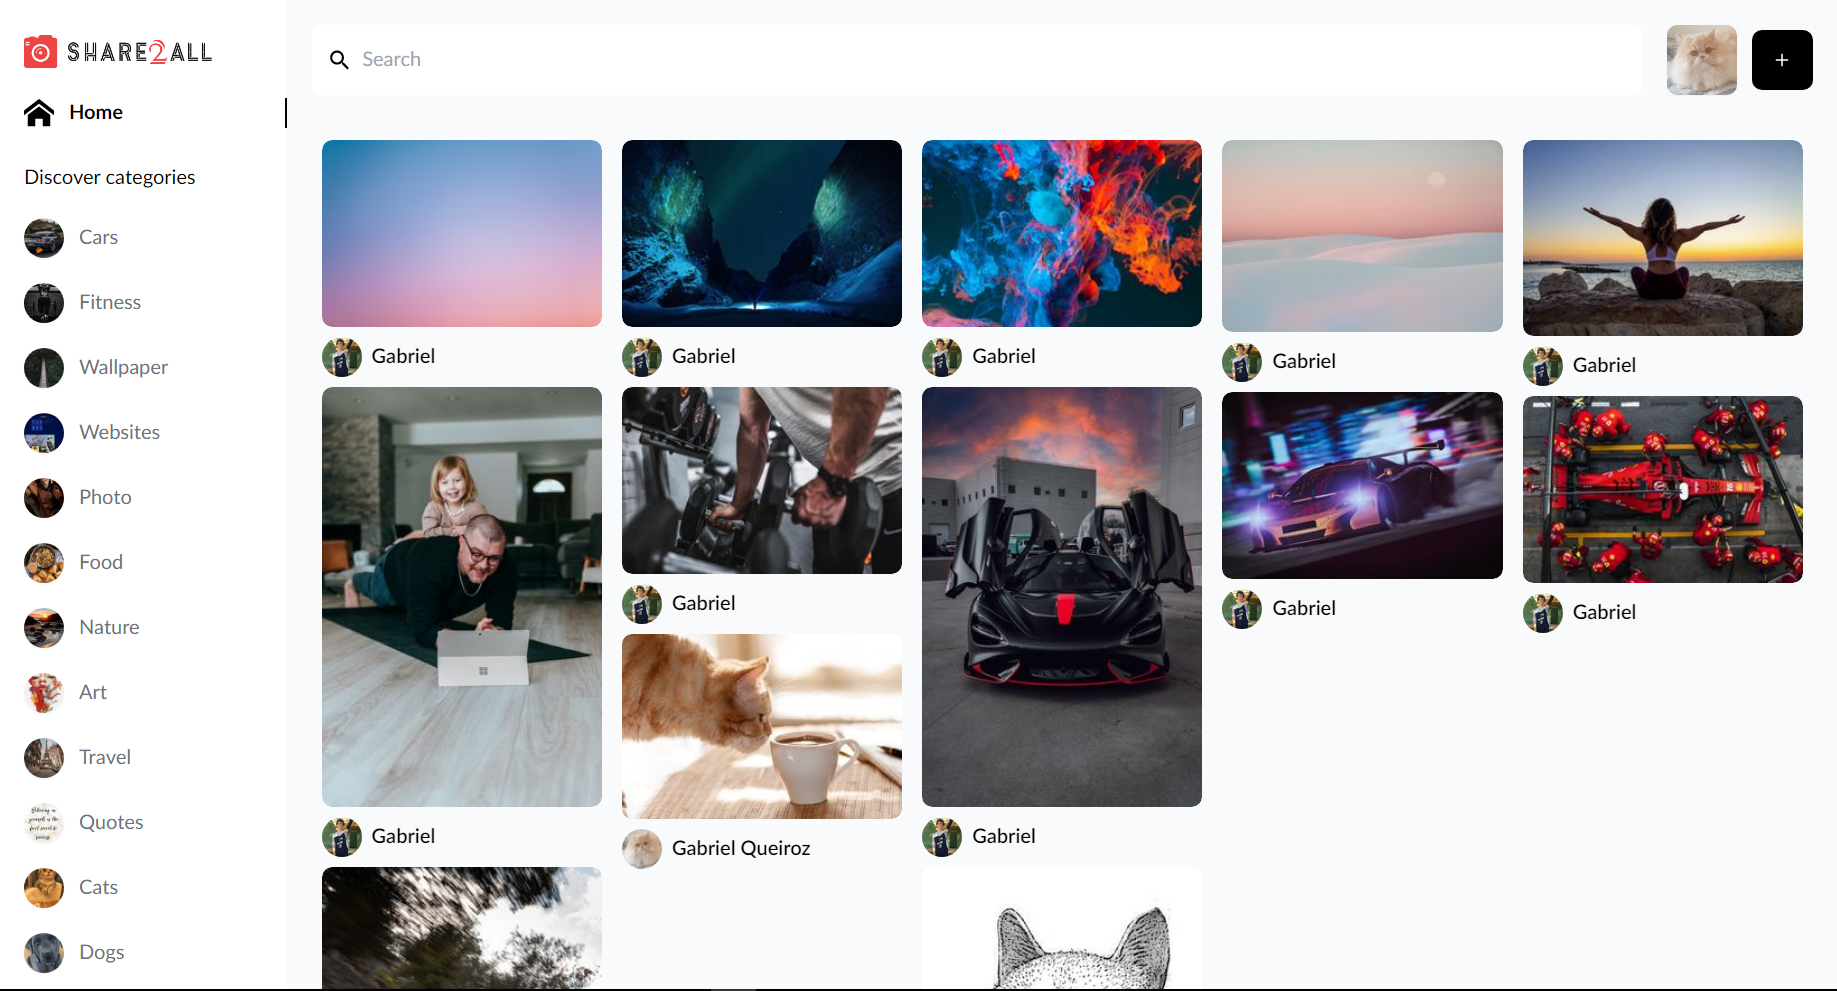 SHARE2ALL
Search
+
Home
Discover categories
Cars
Fitness
Wallpaper
Websites
Photo
Food
Nature
Art
Travel
Quotes
Cats
Dogs
Gabriel
Gabriel
Gabriel
Gabriel
Gabriel
Gabriel
Gabriel
Gabriel
Gabriel
Gabriel Queiroz
Gabriel